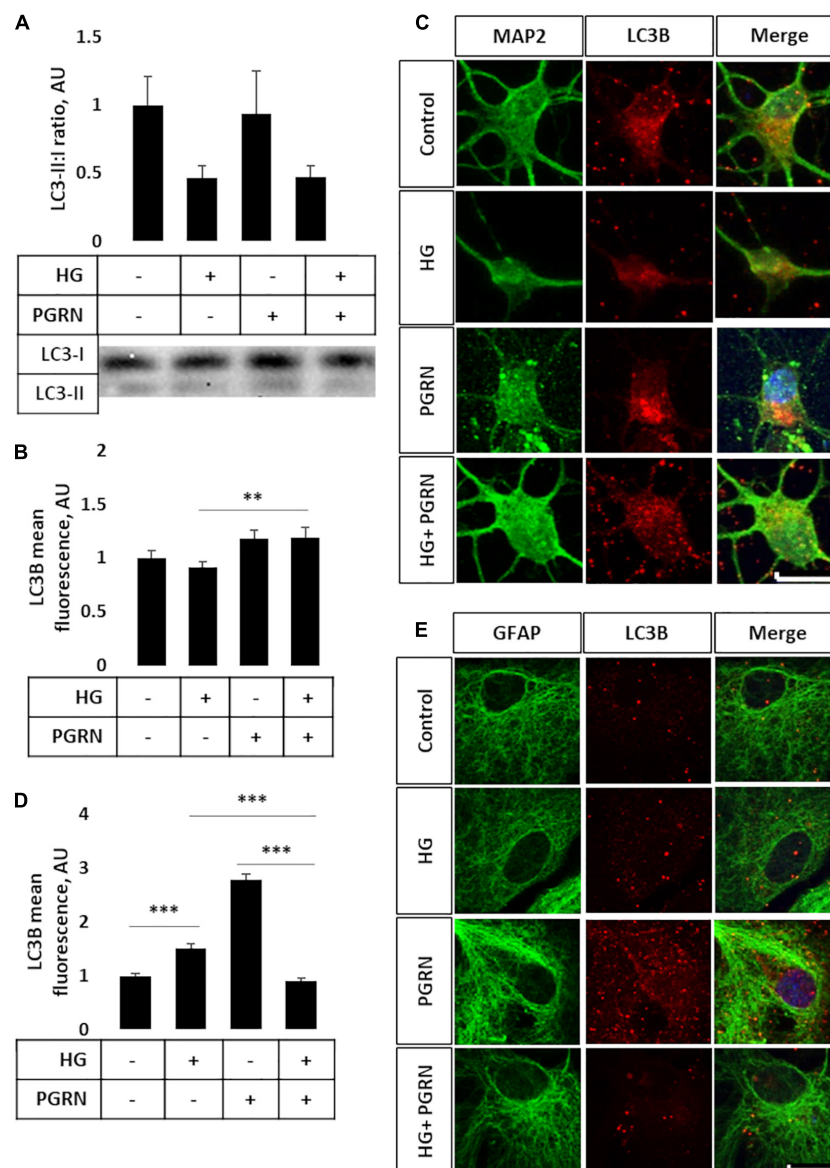 A
1.5
1
0.5
0
LC3-II:I ratio, AU
HG - + - +
PGRN - - + +
LC3-I
LC3-II
B
2
1.5
1
0.5
0
LC3B mean
fluorescence, AU
**
HG - + - +
PGRN - - + +
D
4
3
2
1
0
LC3B mean
fluorescence, AU
***
***
***
HG - + - +
PGRN - - + +
C
MAP2 LC3B Merge
Control
HG
PGRN
HG+ PGRN
E
GFAP LC3B Merge
Control
HG
PGRN
HG+ PGRN